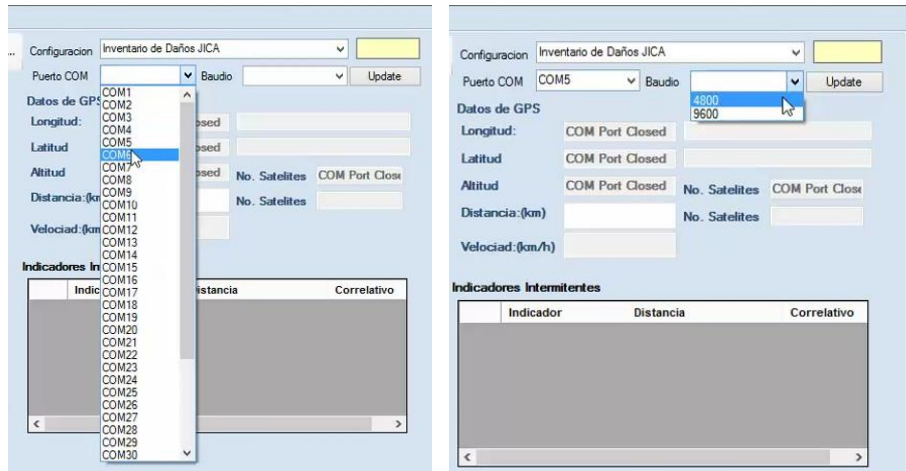 ... Configuracion Inventario de Daños JICA
Puerto COM Baudio Update
Datos de GPS
Longitud: osed
Latitud osed
Altitud osed No. Satelites COM Port Close
Distancia:(km No. Satelites
Velociad:(km
Indicadores In
Indic istancia Correlativo
COM1
COM2
COM3
COM4
COM5
COM6
COM7
COM8
COM9
COM10
COM11
COM12
COM13
COM14
COM15
COM16
COM17
COM18
COM19
COM20
COM21
COM22
COM23
COM24
COM25
COM26
COM27
COM28
COM29
COM30
Configuracion Inventario de Daños JICA
Puerto COM COM5 Baudio Update
4800
9600
Datos de GPS
Longitud: COM Port Closed
Latitud COM Port Closed
Altitud COM Port Closed No. Satelites COM Port Close
Distancia:(km) No. Satelites
Velociad:(km/h)
Indicadores Intermitentes
Indicador Distancia Correlativo